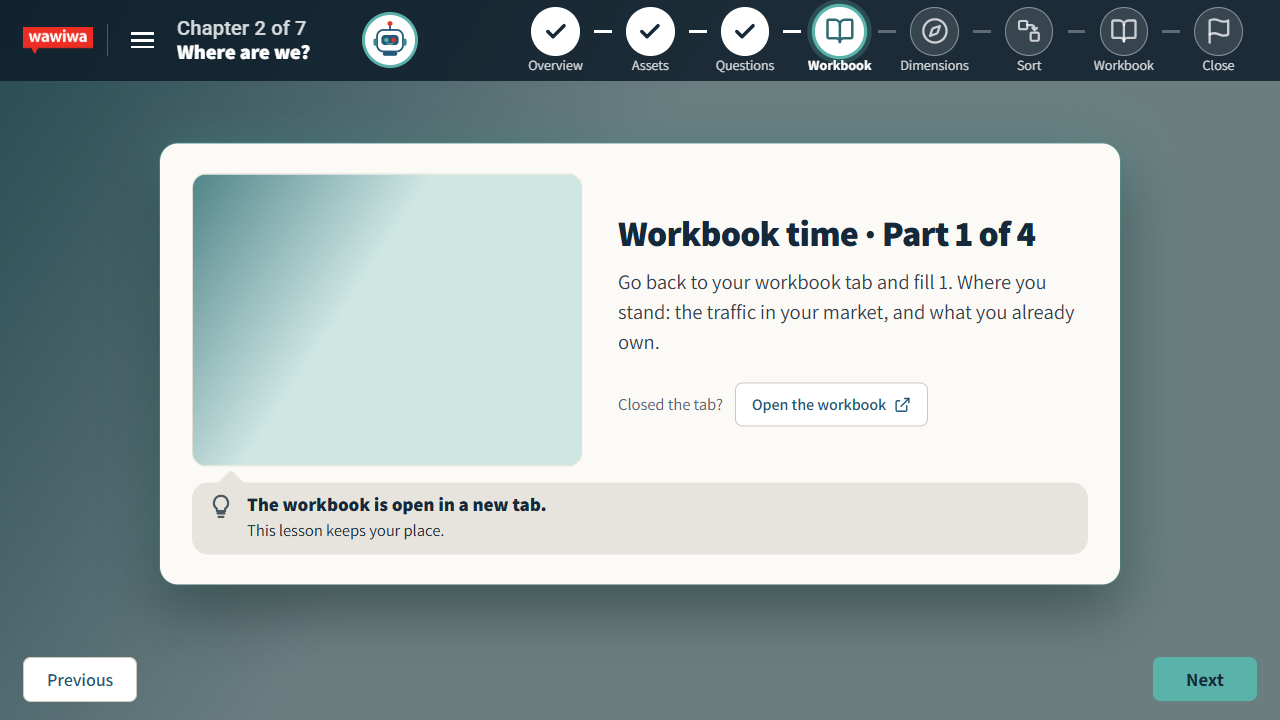 wawiwa
Chapter 2 of 7
Where are we?
Overview
Assets
Questions
Workbook
Dimensions
Sort
Workbook
Close
Workbook time · Part 1 of 4
Go back to your workbook tab and fill 1. Where you
stand: the traffic in your market, and what you already
own.
Closed the tab?
Open the workbook
The workbook is open in a new tab.
This lesson keeps your place.
Previous
Next